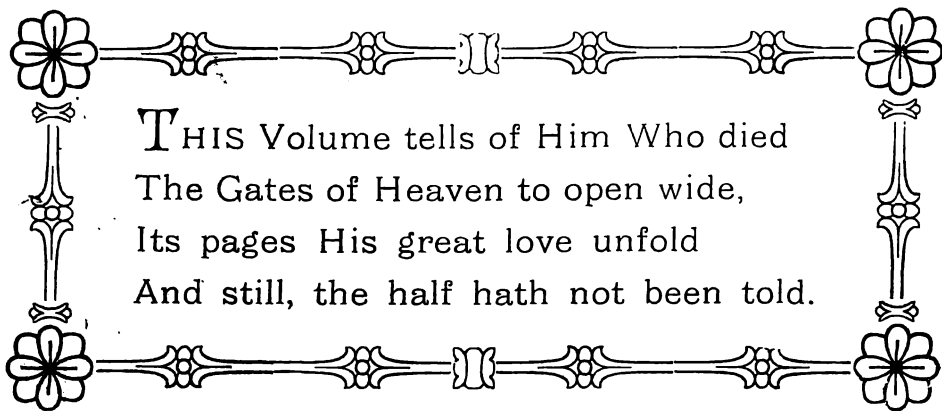 THIS Volume tells of Him Who died
The Gates of Heaven to open wide,
Its pages His great love unfold
And still, the half hath not been told.